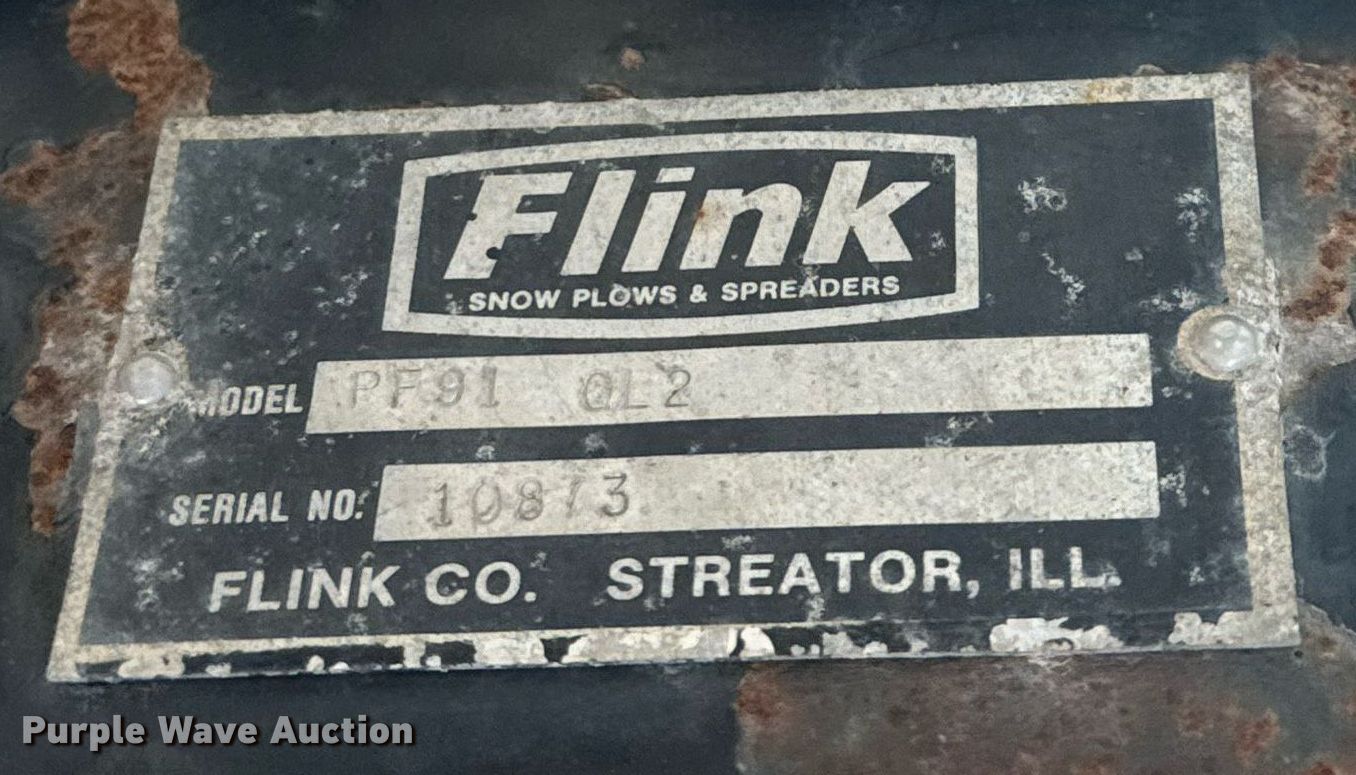 Flink
SNOW PLOWS & SPREADERS
MODEL PF91 QL2
SERIAL NO. 10873
FLINK CO. STREATOR, ILL.
Purple Wave Auction